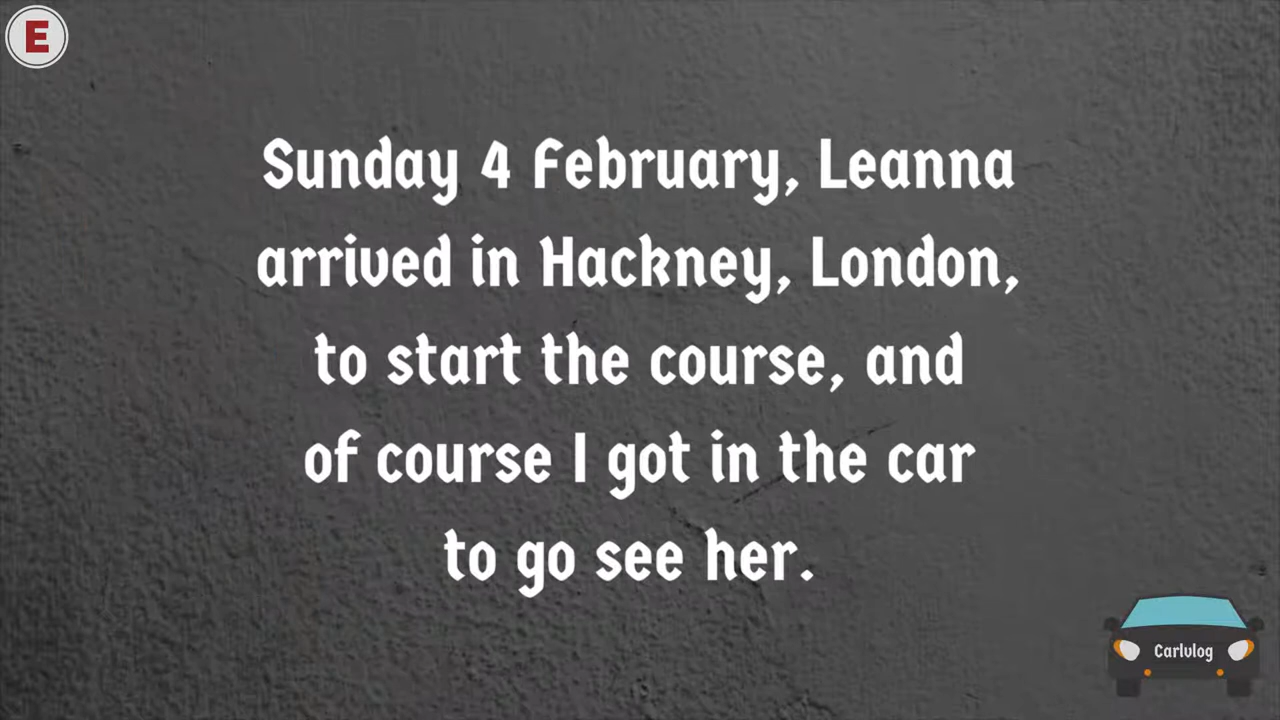 E
Sunday 4 February, Leanna
arrived in Hackney, London,
to start the course, and
of course I got in the car
to go see her.
Carlvlog